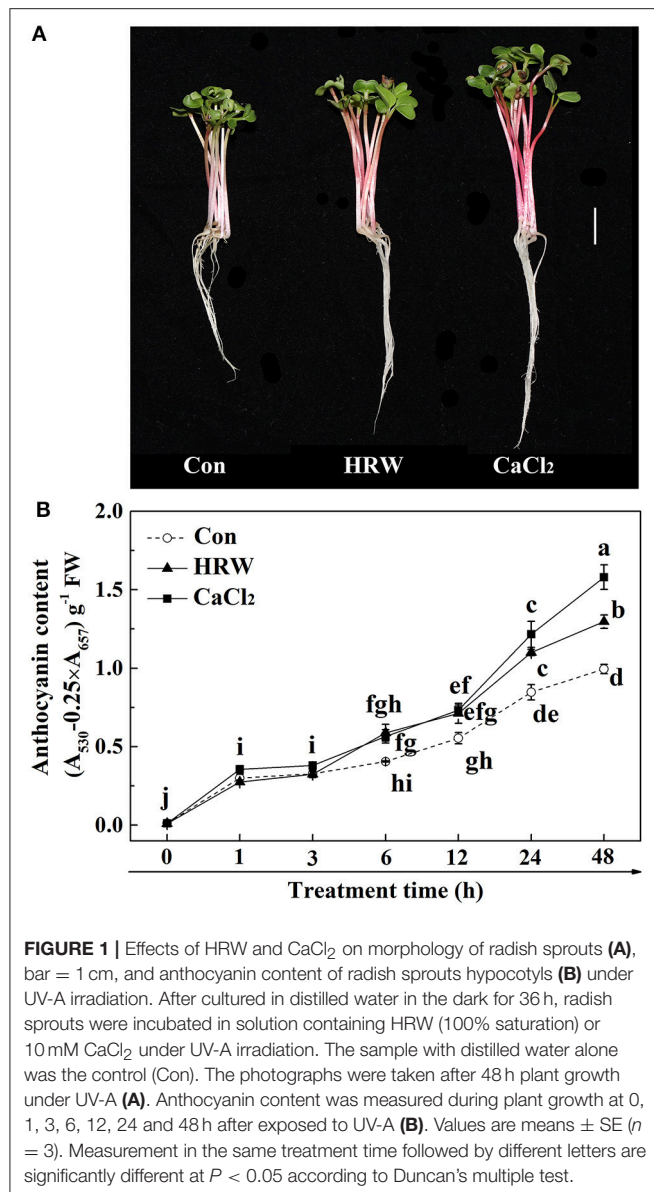 A
Con HRW CaCl₂
B
2.0
1.5
1.0
0.5
0.0
Anthocyanin content
(A₅₃₀-0.25×A₆₅₇) g⁻¹ FW
Con
HRW
CaCl₂
j
i
i
fgh
fg
hi
ef
efg
gh
c
c
de
a
b
d
0 1 3 6 12 24 48
Treatment time (h)
FIGURE 1 | Effects of HRW and CaCl₂ on morphology of radish sprouts (A),
bar = 1 cm, and anthocyanin content of radish sprouts hypocotyls (B) under
UV-A irradiation. After cultured in distilled water in the dark for 36 h, radish
sprouts were incubated in solution containing HRW (100% saturation) or
10 mM CaCl₂ under UV-A irradiation. The sample with distilled water alone
was the control (Con). The photographs were taken after 48 h plant growth
under UV-A (A). Anthocyanin content was measured during plant growth at 0,
1, 3, 6, 12, 24 and 48 h after exposed to UV-A (B). Values are means ± SE (n
= 3). Measurement in the same treatment time followed by different letters are
significantly different at P < 0.05 according to Duncan's multiple test.